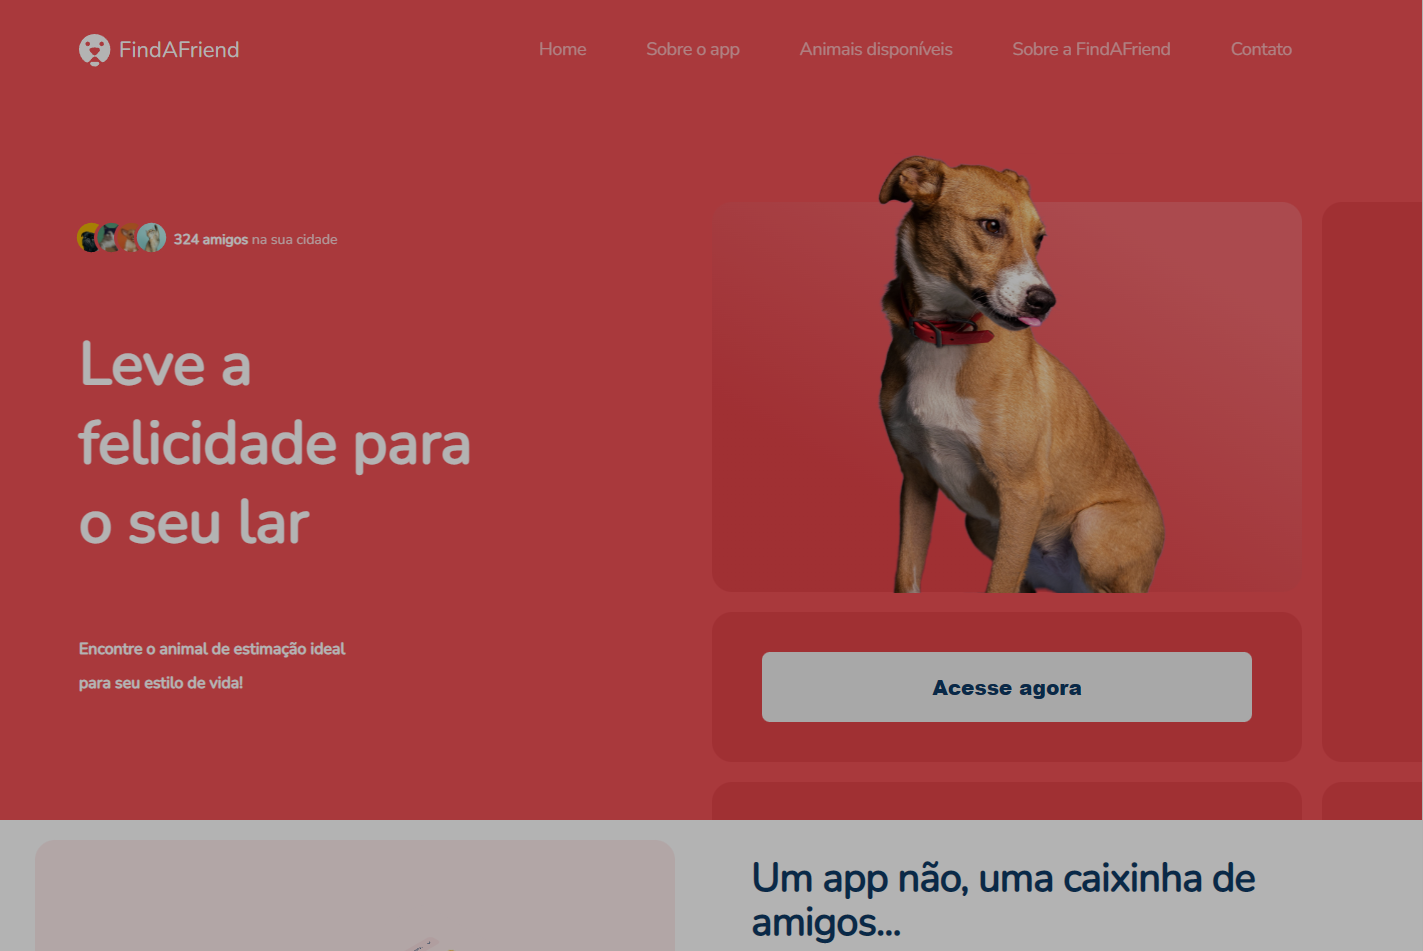 FindAFriend
Home
Sobre o app
Animais disponíveis
Sobre a FindAFriend
Contato
324 amigos na sua cidade
Leve a
felicidade para
o seu lar
Encontre o animal de estimação ideal
para seu estilo de vida!
Acesse agora
Um app não, uma caixinha de
amigos...